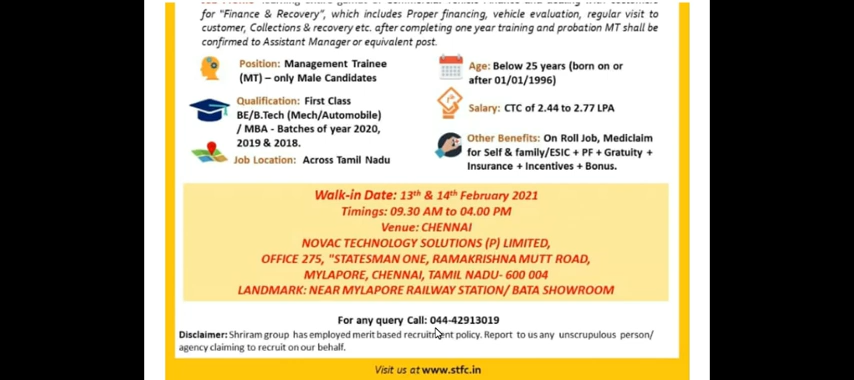 for "Finance & Recovery", which includes Proper financing, vehicle evaluation, regular visit to
customer, Collections & recovery etc. after completing one year training and probation MT shall be
confirmed to Assistant Manager or equivalent post.
Position: Management Trainee
(MT) – only Male Candidates
Qualification: First Class
BE/B.Tech (Mech/Automobile)
/ MBA - Batches of year 2020,
2019 & 2018.
Job Location: Across Tamil Nadu
Age: Below 25 years (born on or
after 01/01/1996)
Salary: CTC of 2.44 to 2.77 LPA
Other Benefits: On Roll Job, Mediclaim
for Self & family/ESIC + PF + Gratuity +
Insurance + Incentives + Bonus.
Walk-in Date: 13th & 14th February 2021
Timings: 09.30 AM to 04.00 PM
Venue: CHENNAI
NOVAC TECHNOLOGY SOLUTIONS (P) LIMITED,
OFFICE 275, "STATESMAN ONE, RAMAKRISHNA MUTT ROAD,
MYLAPORE, CHENNAI, TAMIL NADU- 600 004
LANDMARK: NEAR MYLAPORE RAILWAY STATION/ BATA SHOWROOM
For any query Call: 044-42913019
Disclaimer: Shriram group has employed merit based recruitment policy. Report to us any unscrupulous person/
agency claiming to recruit on our behalf.
Visit us at www.stfc.in